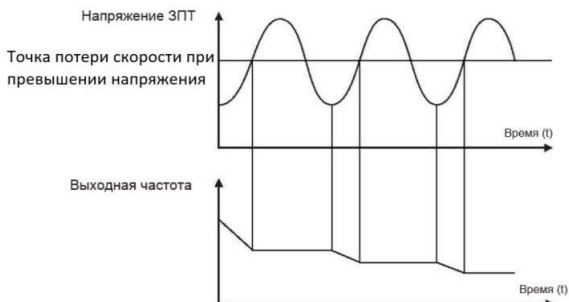 Напряжение ЗПТ
Точка потери скорости при
превышении напряжения
Время (t)
Выходная частота
Время (t)